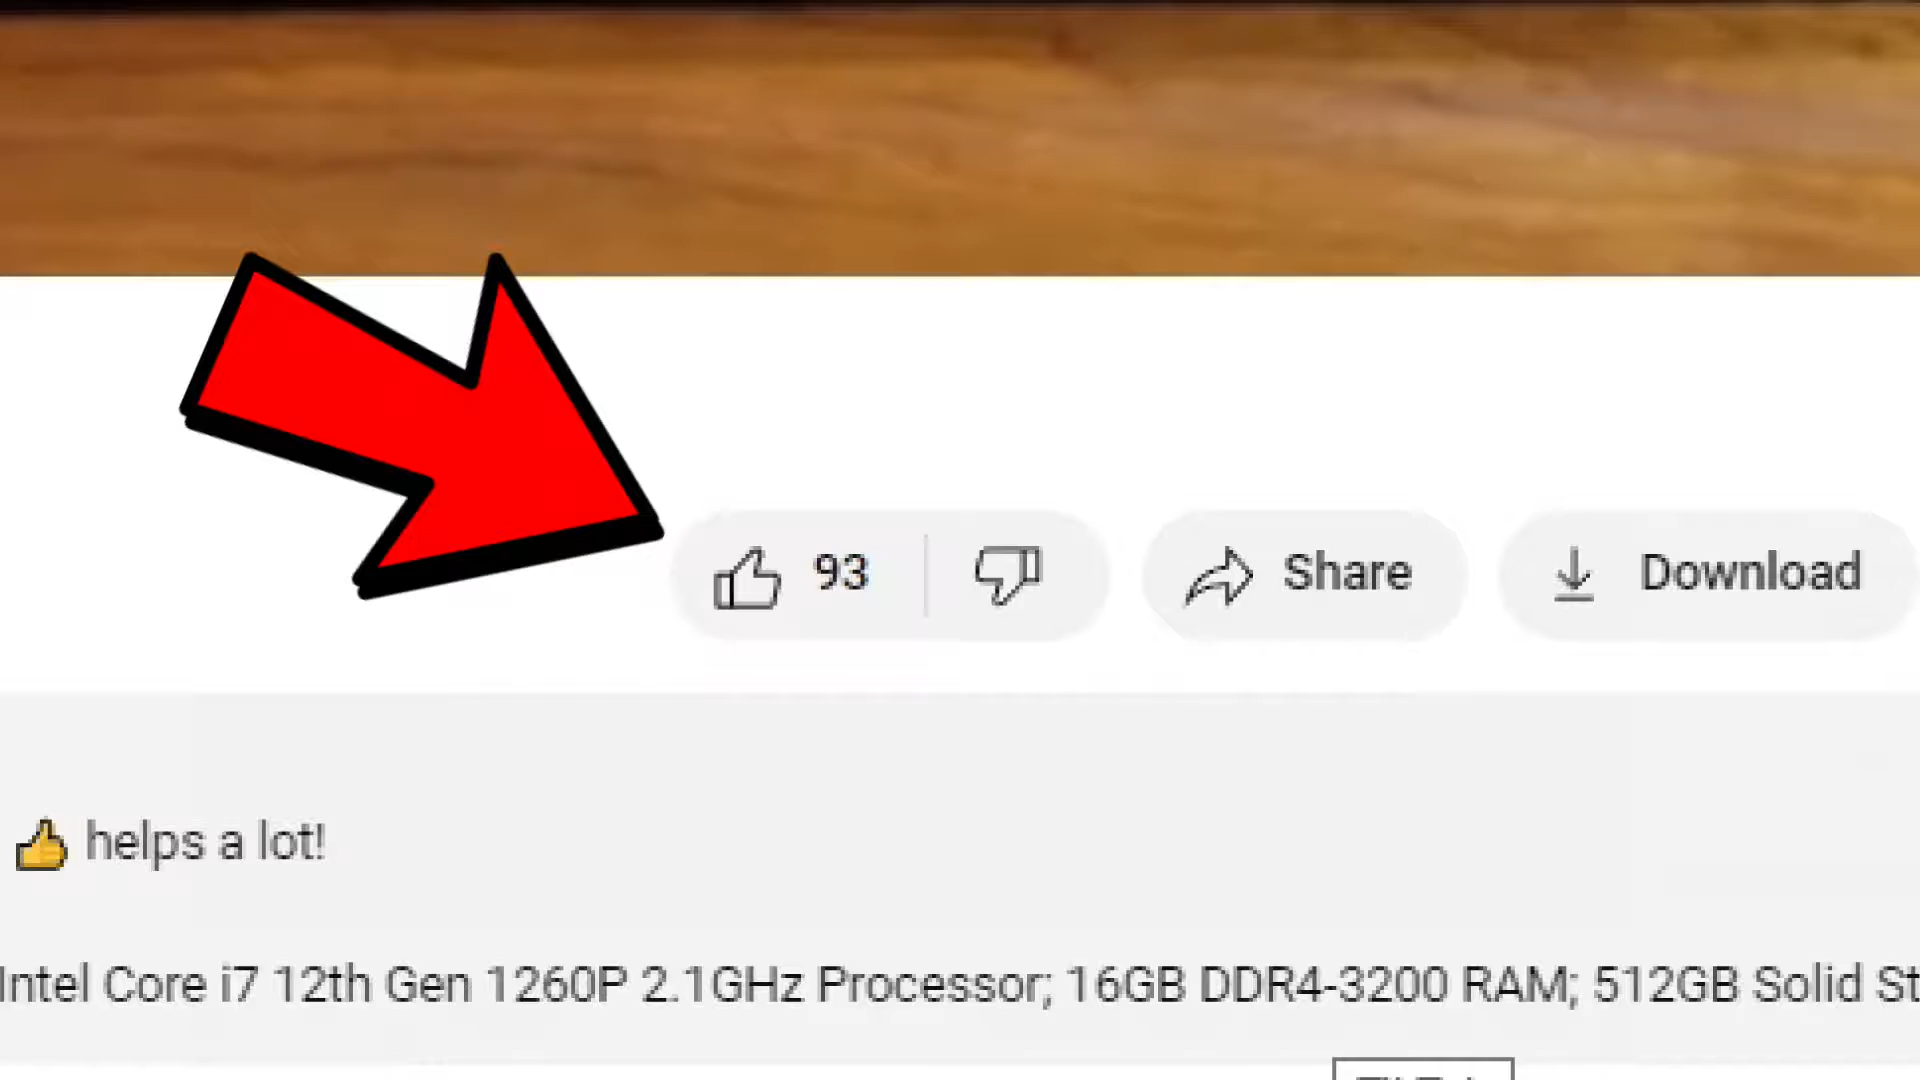 93
Share
Download
helps a lot!
Intel Core i7 12th Gen 1260P 2.1GHz Processor; 16GB DDR4-3200 RAM; 512GB Solid St